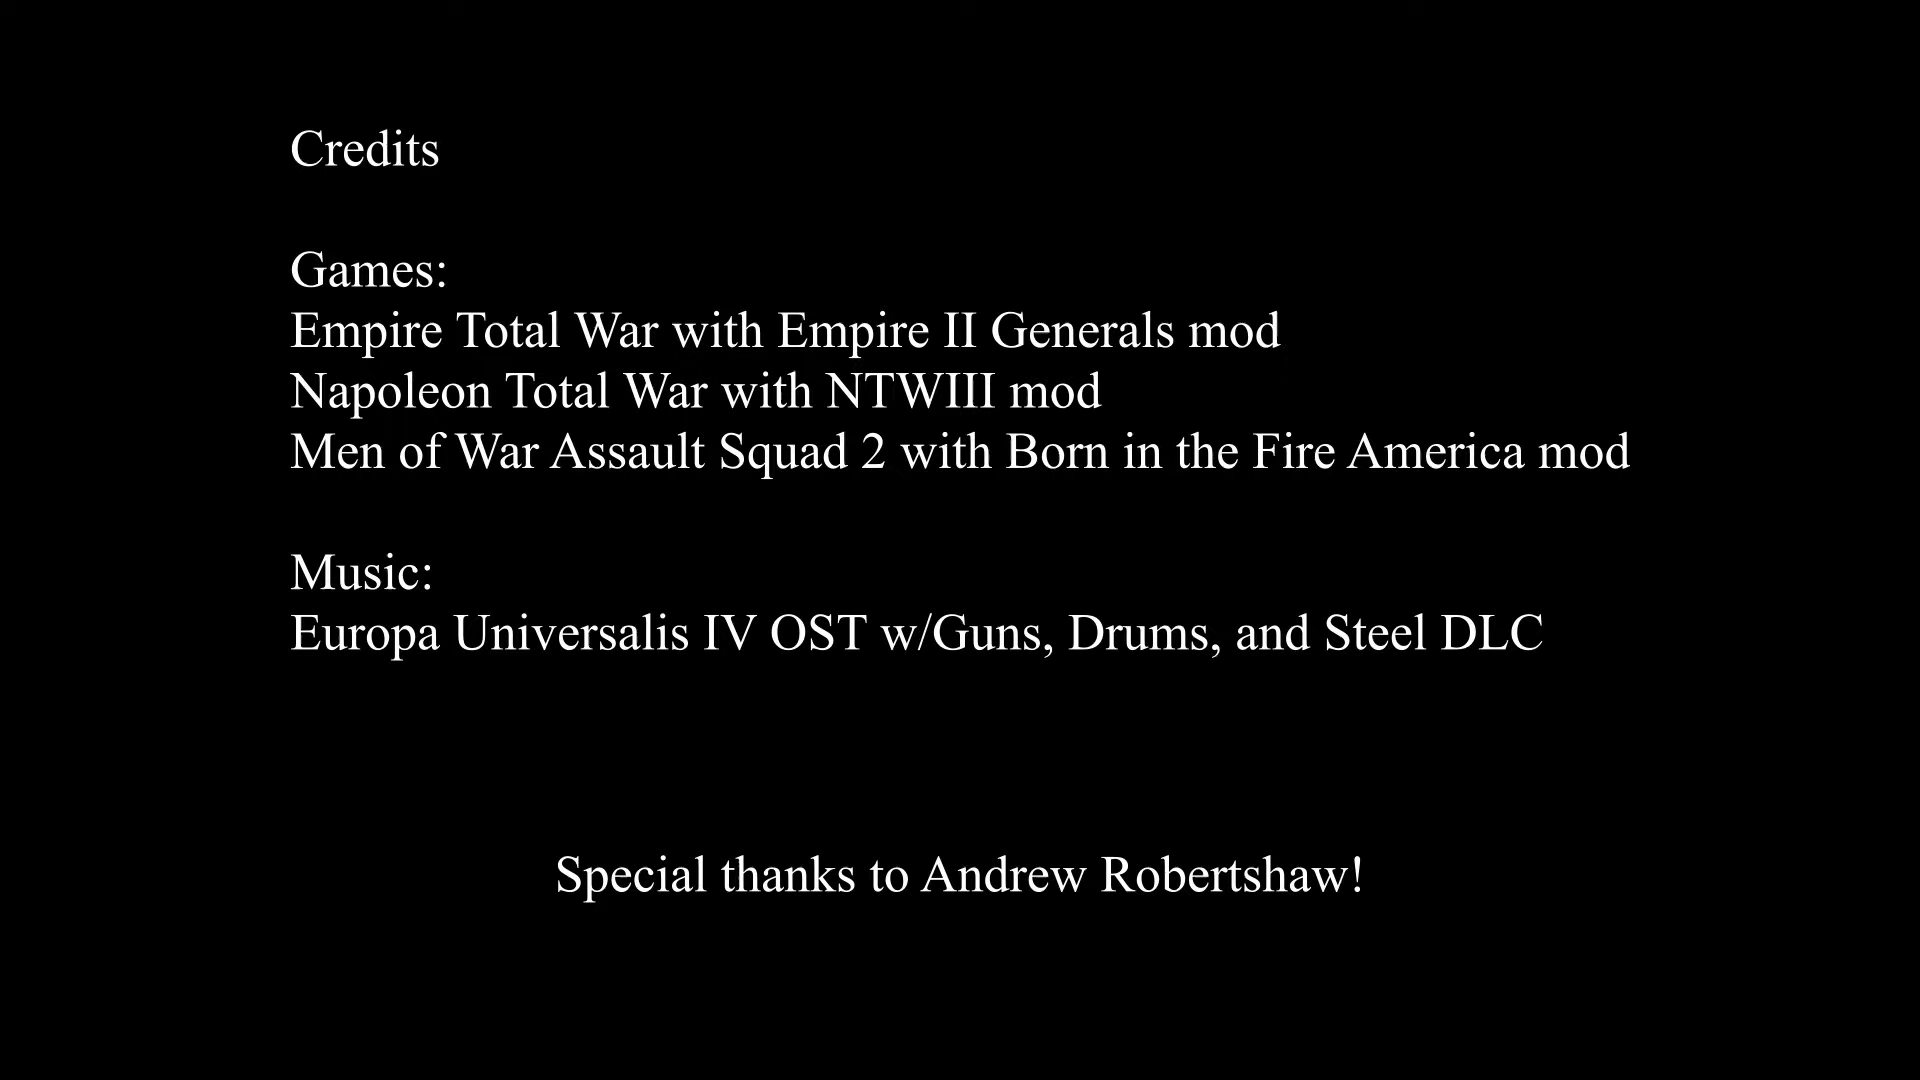 Credits
Games:
Empire Total War with Empire II Generals mod
Napoleon Total War with NTWIII mod
Men of War Assault Squad 2 with Born in the Fire America mod
Music:
Europa Universalis IV OST w/Guns, Drums, and Steel DLC
Special thanks to Andrew Robertshaw!